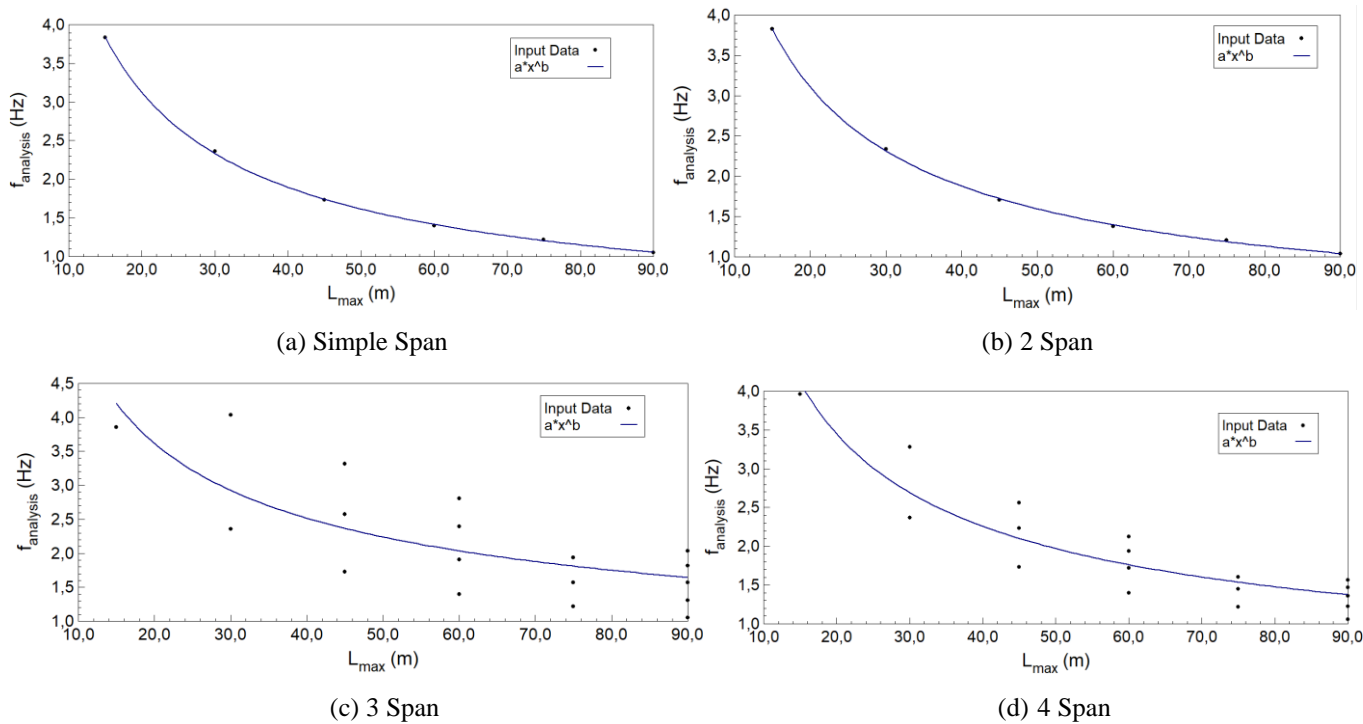 4,0
3,5
3,0
2,5
2,0
1,5
1,0
f_analysis (Hz)
Input Data
a*x^b
10,0 20,0 30,0 40,0 50,0 60,0 70,0 80,0 90,0
L_max (m)
(a) Simple Span
4,0
3,5
3,0
2,5
2,0
1,5
1,0
f_analysis (Hz)
Input Data
a*x^b
10,0 20,0 30,0 40,0 50,0 60,0 70,0 80,0 90,0
L_max (m)
(b) 2 Span
4,5
4,0
3,5
3,0
2,5
2,0
1,5
1,0
f_analysis (Hz)
Input Data
a*x^b
10,0 20,0 30,0 40,0 50,0 60,0 70,0 80,0 90,0
L_max (m)
(c) 3 Span
4,0
3,5
3,0
2,5
2,0
1,5
1,0
f_analysis (Hz)
Input Data
a*x^b
10,0 20,0 30,0 40,0 50,0 60,0 70,0 80,0 90,0
L_max (m)
(d) 4 Span